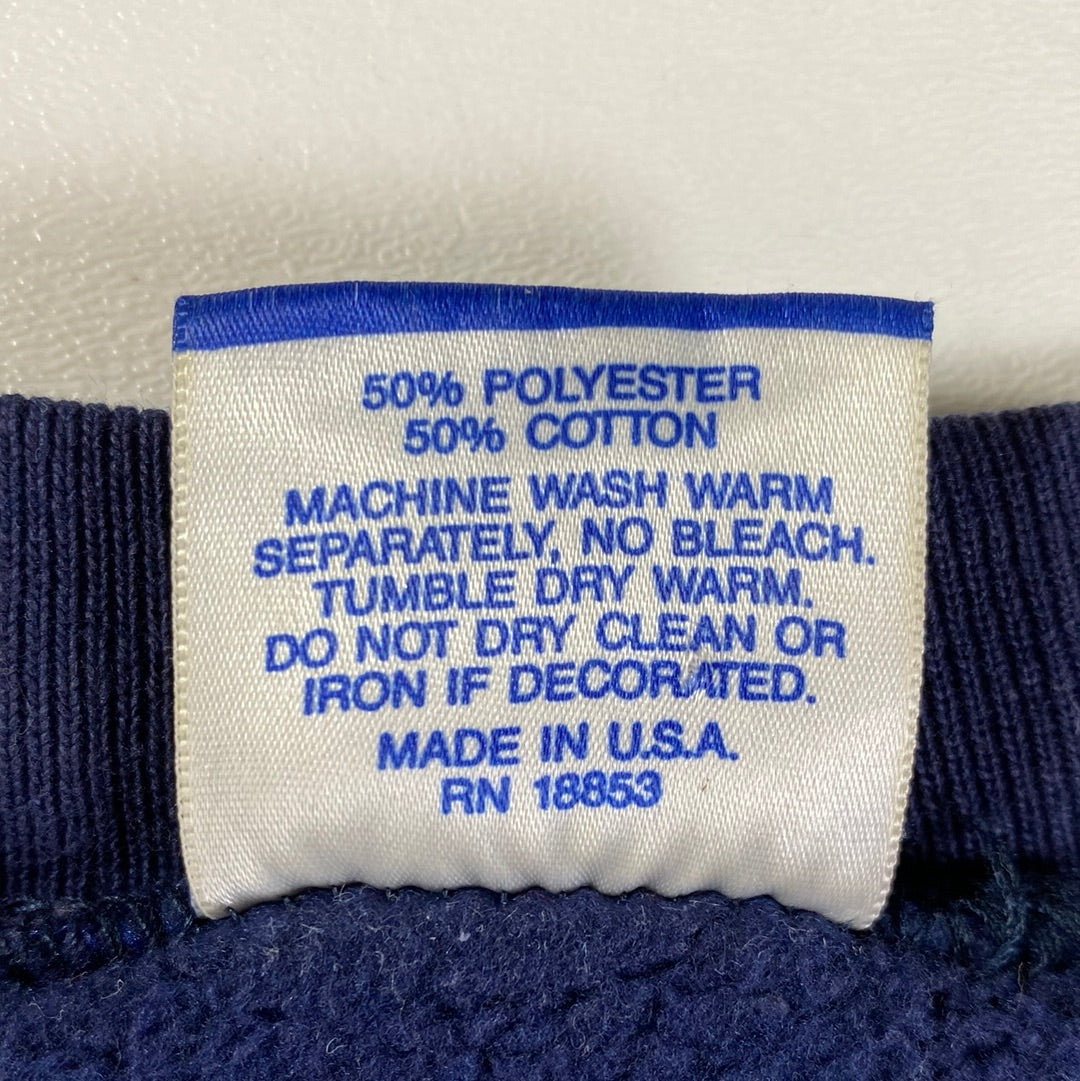 50% POLYESTER
50% COTTON
MACHINE WASH WARM
SEPARATELY, NO BLEACH.
TUMBLE DRY WARM.
DO NOT DRY CLEAN OR
IRON IF DECORATED.
MADE IN U.S.A.
RN 18853